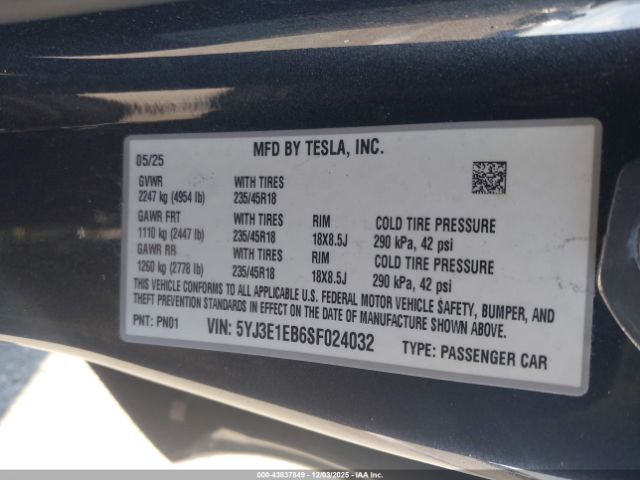 MFD BY TESLA, INC.
05/25
GVWR WITH TIRES
2247 kg (4954 lb) 235/45R18
GAWR FRT WITH TIRES RIM COLD TIRE PRESSURE
1110 kg (2447 lb) 235/45R18 18X8.5J 290 kPa, 42 psi
GAWR RR WITH TIRES RIM COLD TIRE PRESSURE
1260 kg (2778 lb) 235/45R18 18X8.5J 290 kPa, 42 psi
THIS VEHICLE CONFORMS TO ALL APPLICABLE U.S. FEDERAL MOTOR VEHICLE SAFETY, BUMPER, AND
THEFT PREVENTION STANDARDS IN EFFECT ON THE DATE OF MANUFACTURE SHOWN ABOVE.
PNT: PN01 VIN: 5YJ3E1EB6SF024032 TYPE: PASSENGER CAR
000-43837849 - 12/03/2025 - IAAI.COM